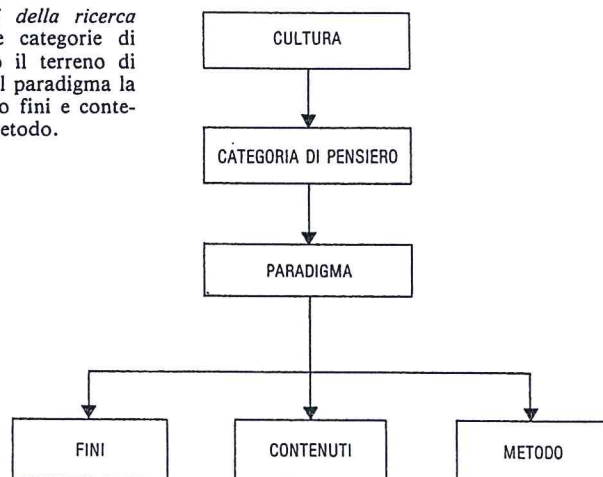 della ricerca
e categorie di
o il terreno di
l paradigma la
o fini e conte-
etodo.
CULTURA
CATEGORIA DI PENSIERO
PARADIGMA
FINI
CONTENUTI
METODO